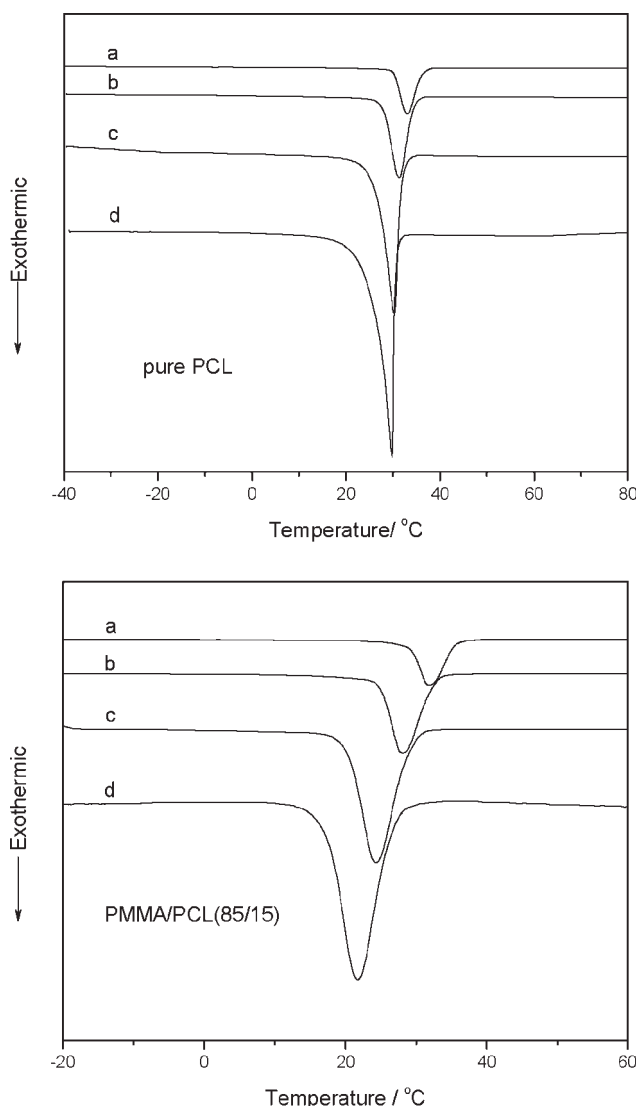 a
b
c
d
Exothermic
pure PCL
-40 -20 0 20 40 60 80
Temperature/ °C
a
b
c
d
Exothermic
PMMA/PCL(85/15)
-20 0 20 40 60
Temperature / °C